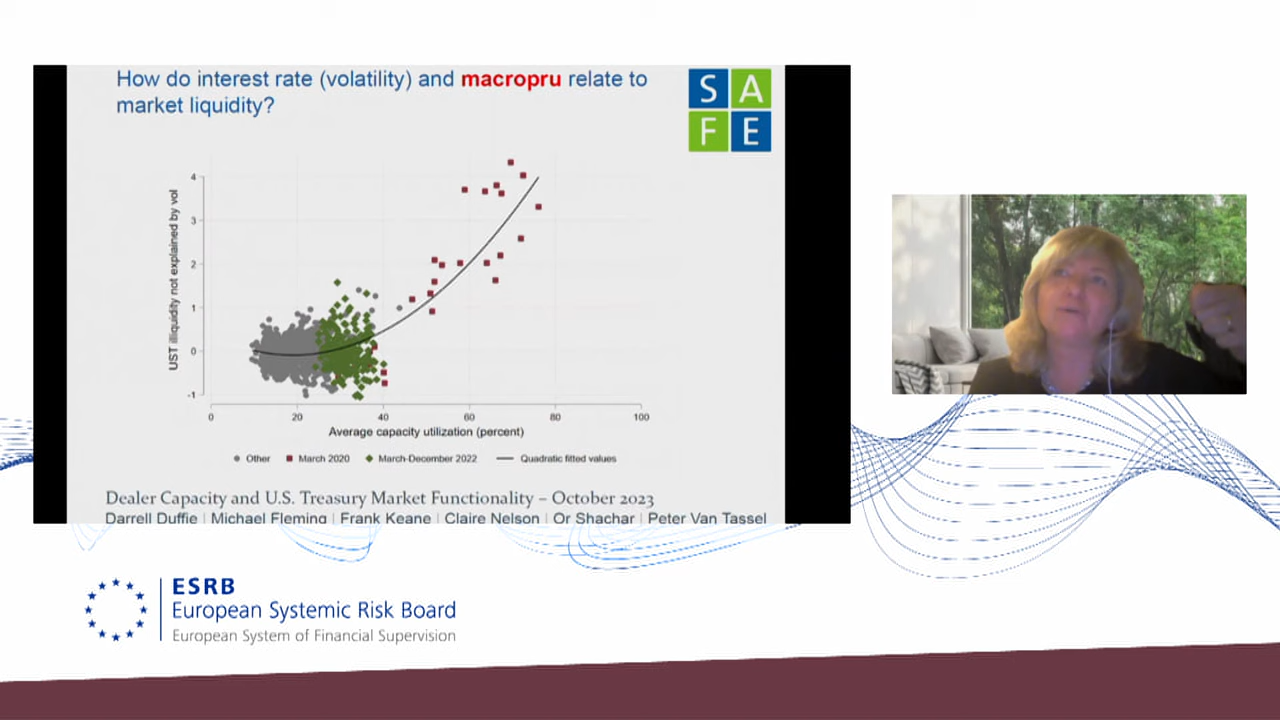 How do interest rate (volatility) and macropru relate to
market liquidity?
S A
F E
UST illiquidity not explained by vol
4
3
2
1
0
-1
0 20 40 60 80 100
Average capacity utilization (percent)
Other March 2020 March-December 2022 Quadratic fitted values
Dealer Capacity and U.S. Treasury Market Functionality – October 2023
Darrell Duffie | Michael Fleming | Frank Keane | Claire Nelson | Or Shachar | Peter Van Tassel
ESRB
European Systemic Risk Board
European System of Financial Supervision